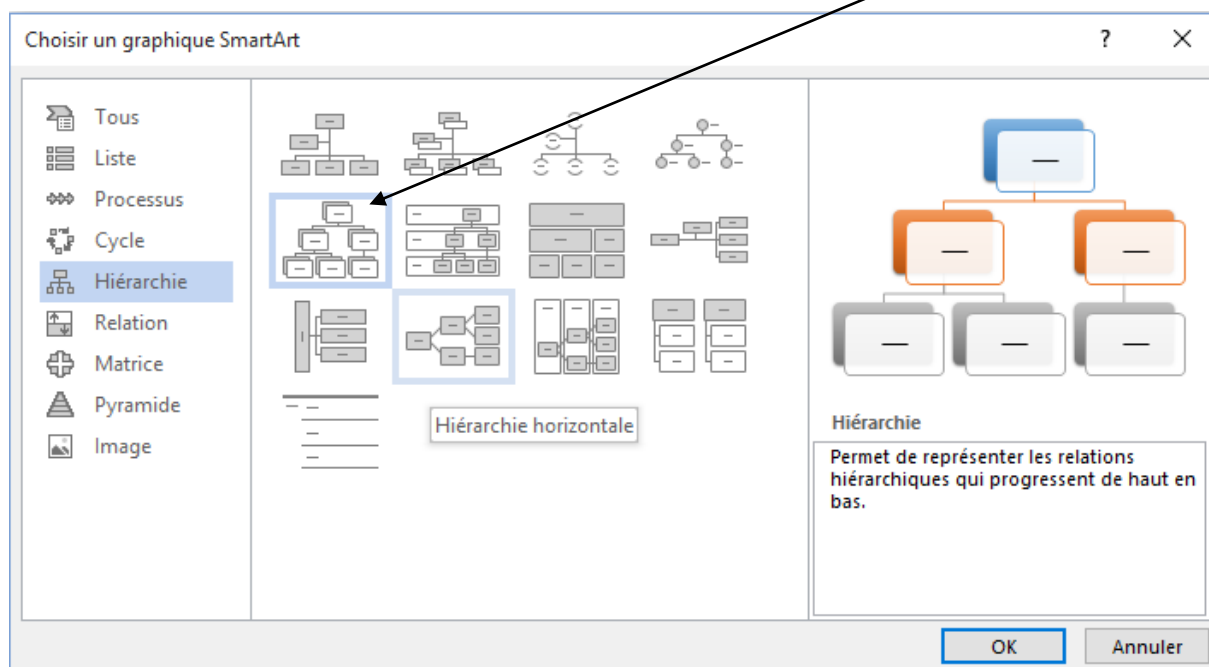 Choisir un graphique SmartArt
?
Tous
Liste
Processus
Cycle
Hiérarchie
Relation
Matrice
Pyramide
Image
Hiérarchie horizontale
Hiérarchie
Permet de représenter les relations
hiérarchiques qui progressent de haut en
bas.
OK
Annuler